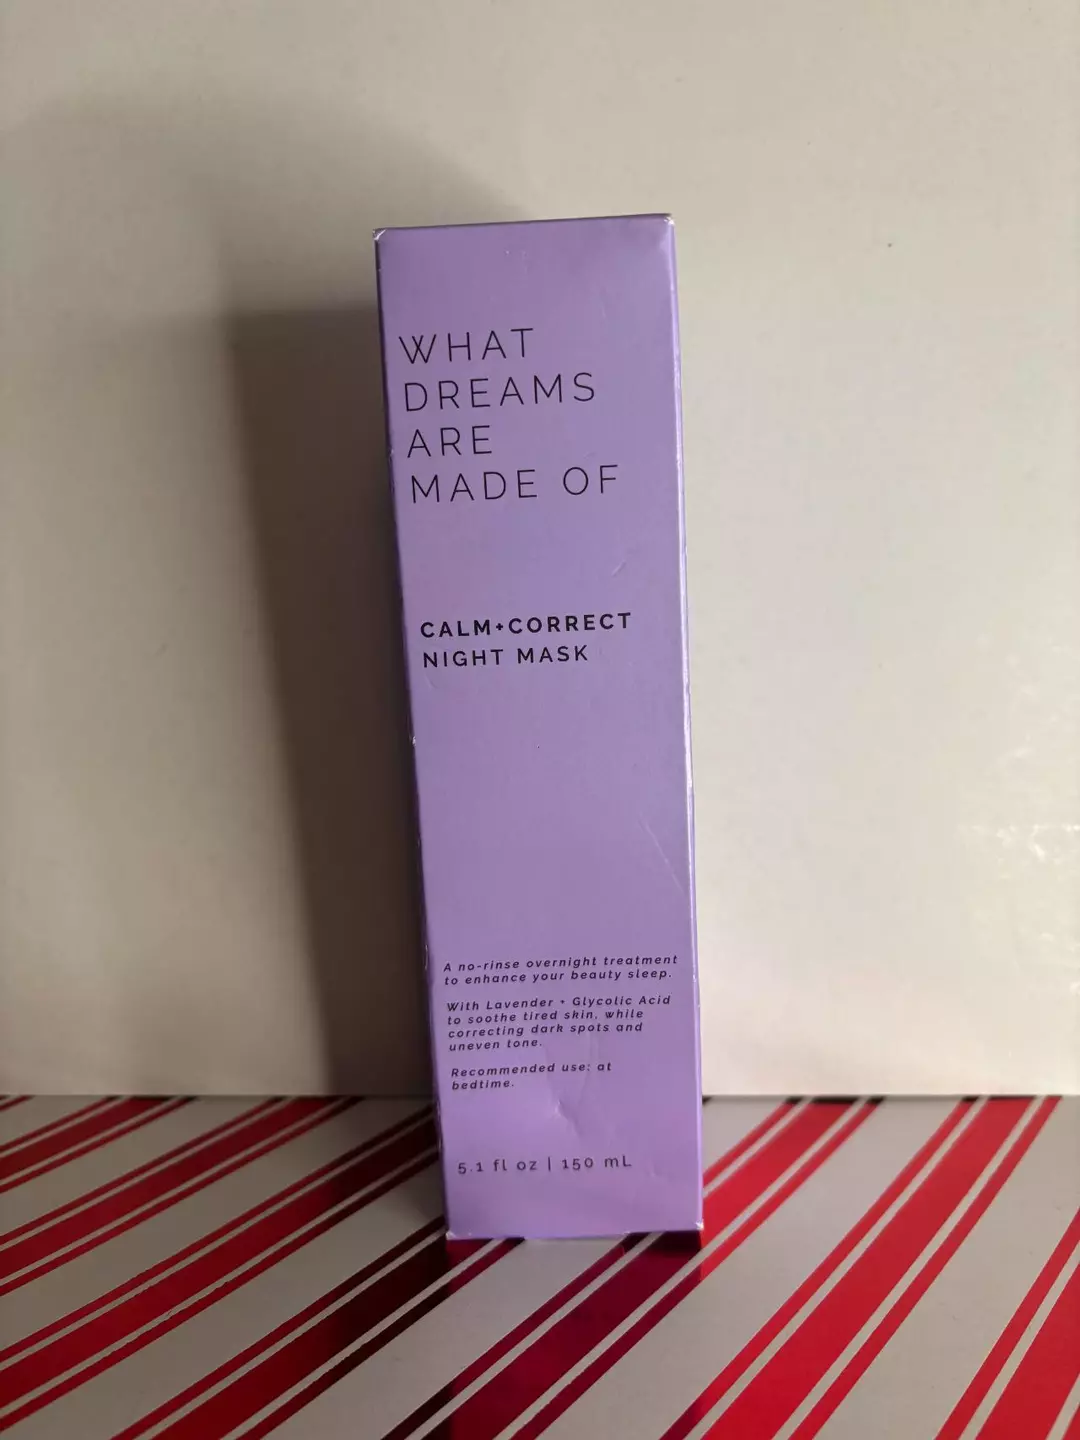 WHAT
DREAMS
ARE
MADE OF
CALM+CORRECT
NIGHT MASK
A no-rinse overnight treatment
to enhance your beauty sleep.
With Lavender + Glycolic Acid
to soothe tired skin, while
correcting dark spots and
uneven tone.
Recommended use: at
bedtime.
5.1 fl oz | 150 mL